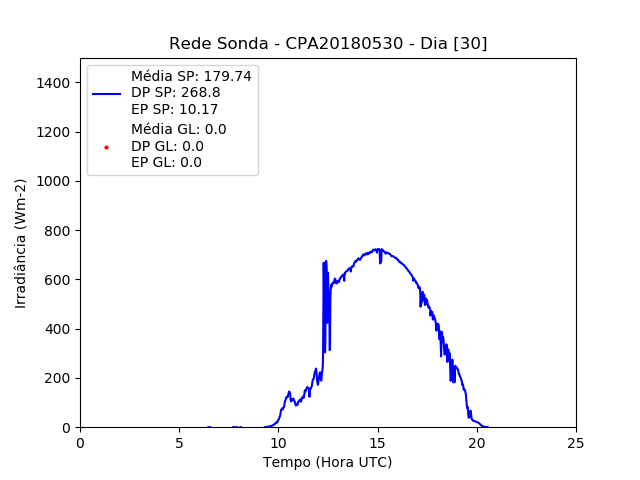 Rede Sonda - CPA20180530 - Dia [30]
Média SP: 179.74
DP SP: 268.8
EP SP: 10.17
Média GL: 0.0
DP GL: 0.0
EP GL: 0.0
Irradiância (Wm-2)
1400
1200
1000
800
600
400
200
0
0 5 10 15 20 25
Tempo (Hora UTC)